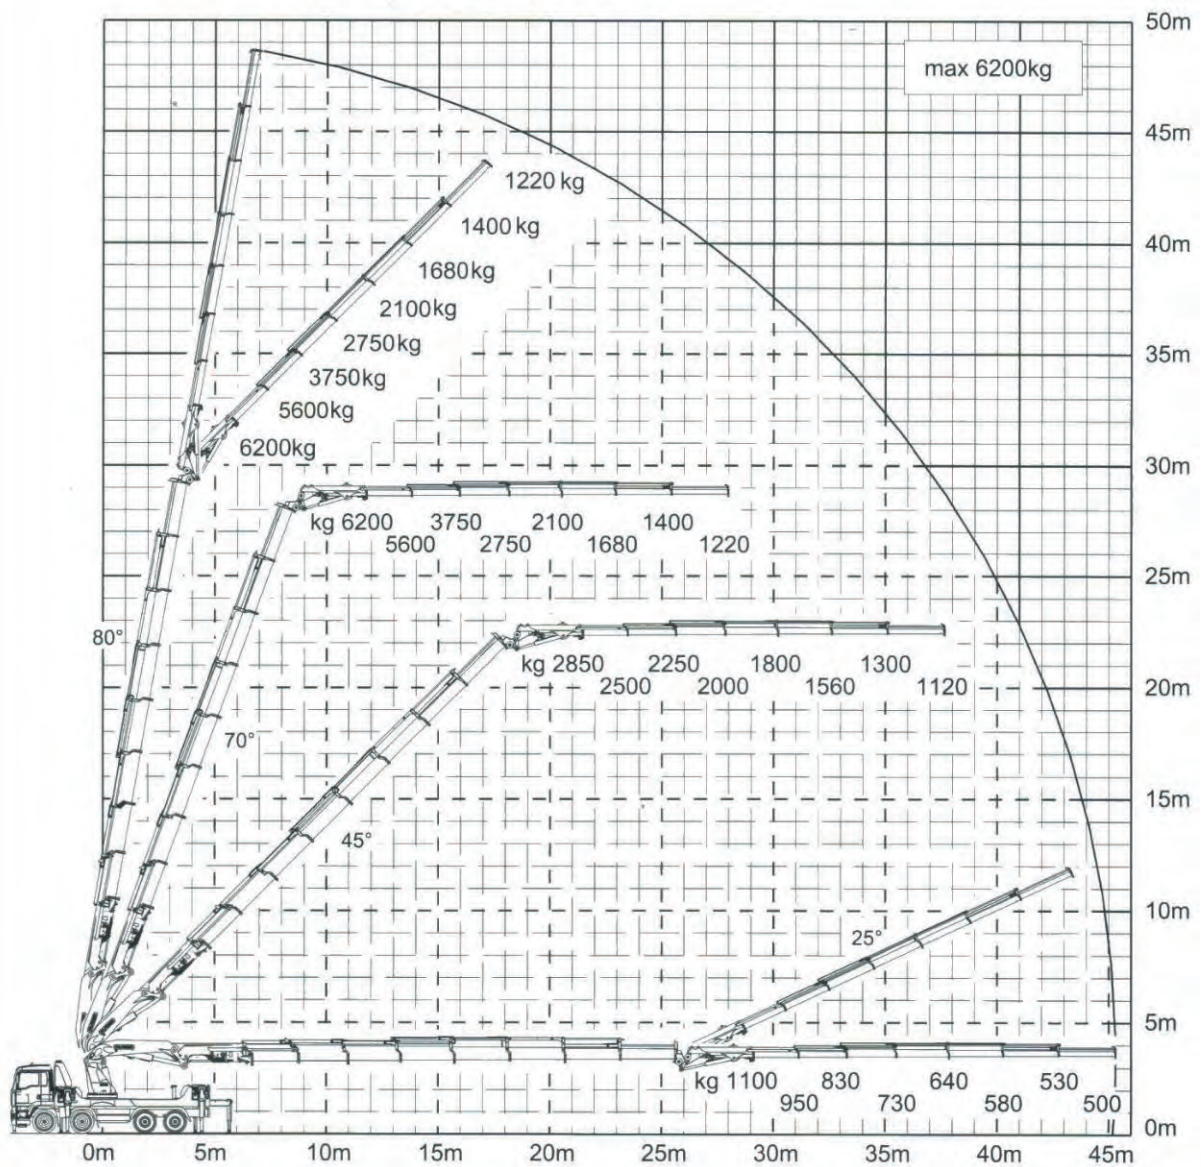 50m
max 6200kg
45m
1220 kg
1400 kg
40m
1680kg
2100kg
2750kg
35m
3750kg
5600kg
6200kg
30m
kg 6200 3750 2100 1400
5600 2750 1680 1220
25m
80°
kg 2850 2250 1800 1300
2500 2000 1560 1120
20m
70°
15m
45°
10m
25°
5m
kg 1100 830 640 530
950 730 580 500
0m
0m 5m 10m 15m 20m 25m 30m 35m 40m 45m